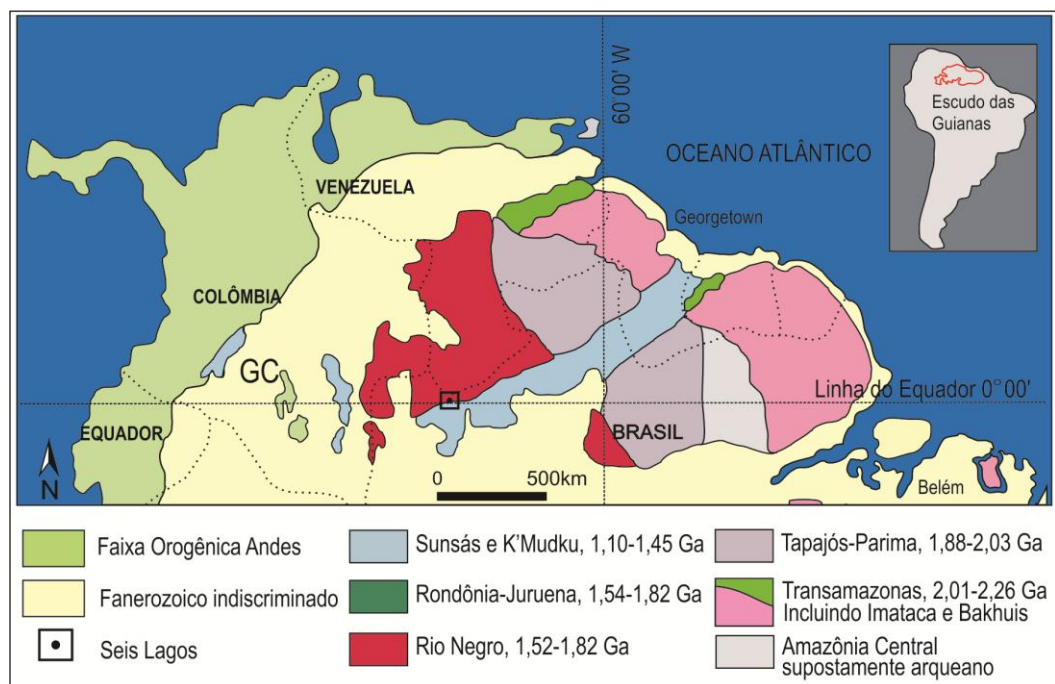 60°00' W
Escudo das
Guianas
OCEANO ATLÂNTICO
VENEZUELA
Georgetown
COLÔMBIA
GC
Linha do Equador 0°00'
EQUADOR
BRASIL
N
0 500km
Belém
Faixa Orogênica Andes
Fanerozoico indiscriminado
Seis Lagos
Sunsás e K'Mudku, 1,10-1,45 Ga
Rondônia-Juruena, 1,54-1,82 Ga
Rio Negro, 1,52-1,82 Ga
Tapajós-Parima, 1,88-2,03 Ga
Transamazonas, 2,01-2,26 Ga
Incluindo Imataca e Bakhuis
Amazônia Central
supostamente arqueano